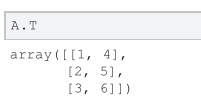 A.T
array([[1, 4],
       [2, 5],
       [3, 6]])